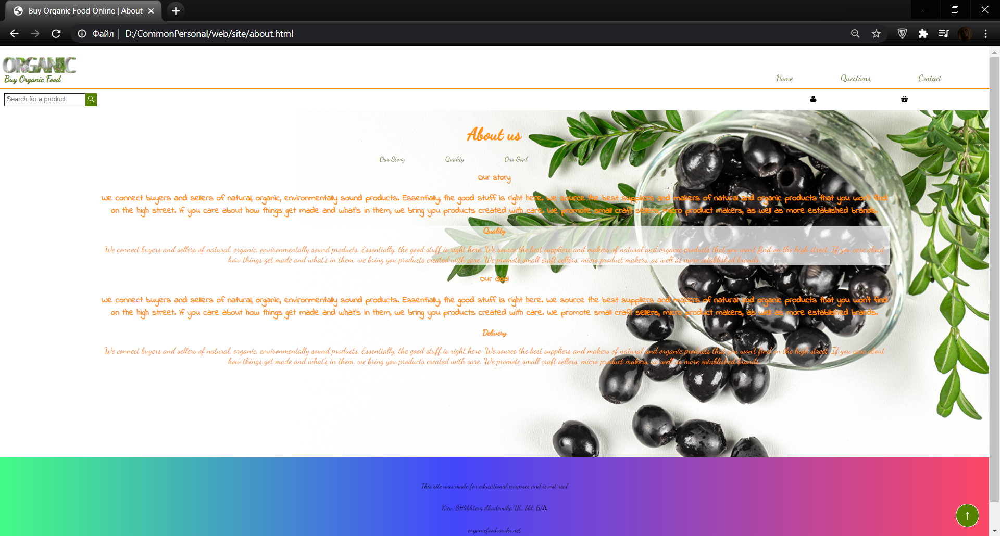 Buy Organic Food Online | About
Файл | D:/CommonPersonal/web/site/about.html
ORGANIC
Buy Organic Food
Home Questions Contact
Search for a product
About us
Our Story Quality Our Goal Delivery
Our story
We connect buyers and sellers of natural, organic, environmentally sound products. Essentially, the good stuff is right here. We source the best suppliers and makers of natural and organic products that you won't find
on the high street. If you care about how things get made and what's in them, we bring you products created with care. We promote small craft sellers, micro product makers, as well as more established brands.
Quality
We connect buyers and sellers of natural, organic, environmentally sound products. Essentially, the good stuff is right here. We source the best suppliers and makers of natural and organic products that you won't find on the high street. If you care about
how things get made and what's in them, we bring you products created with care. We promote small craft sellers, micro product makers, as well as more established brands.
Our Goal
We connect buyers and sellers of natural, organic, environmentally sound products. Essentially, the good stuff is right here. We source the best suppliers and makers of natural and organic products that you won't find
on the high street. If you care about how things get made and what's in them, we bring you products created with care. We promote small craft sellers, micro product makers, as well as more established brands.
Delivery
We connect buyers and sellers of natural, organic, environmentally sound products. Essentially, the good stuff is right here. We source the best suppliers and makers of natural and organic products that you won't find on the high street. If you care about
how things get made and what's in them, we bring you products created with care. We promote small craft sellers, micro product makers, as well as more established brands.
This site was made for educational purposes and is not real
Kiev, SHlikhtera Akademika Ul., bld. 6/A
organicfoods@ukr.net
↑